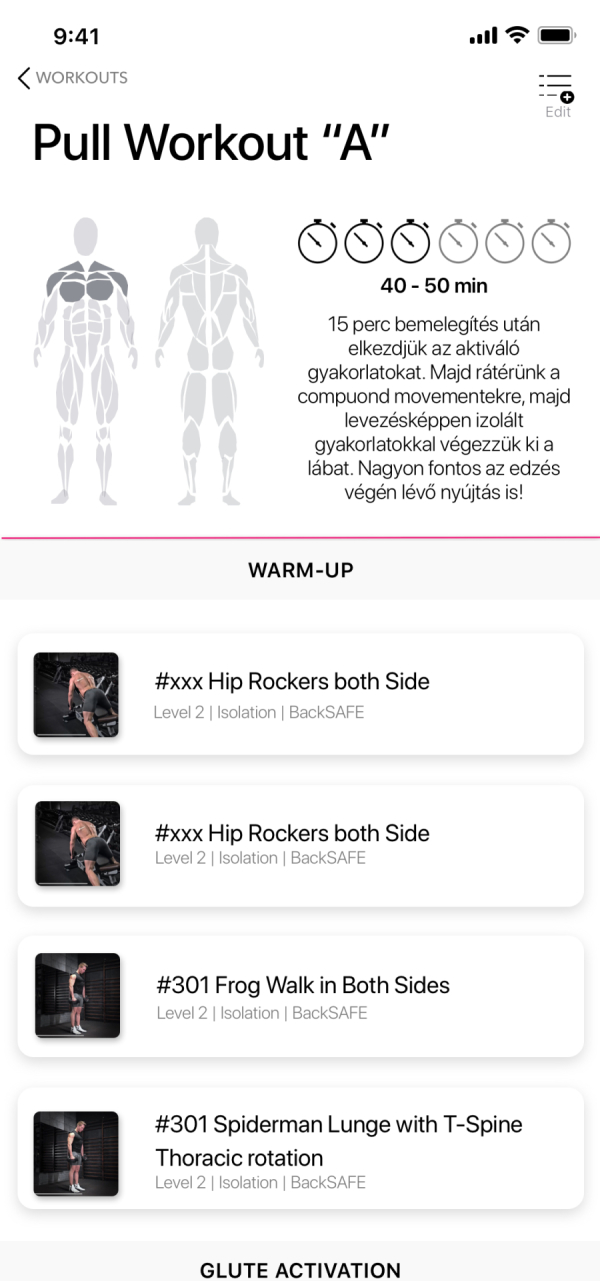 9:41
WORKOUTS
Edit
Pull Workout “A”
40 - 50 min
15 perc bemelegítés után
elkezdjük az aktiváló
gyakorlatokat. Majd rátérünk a
compuond movementekre, majd
levezésképpen izolált
gyakorlatokkal végezzük ki a
lábat. Nagyon fontos az edzés
végén lévő nyújtás is!
WARM-UP
#xxx Hip Rockers both Side
Level 2 | Isolation | BackSAFE
#xxx Hip Rockers both Side
Level 2 | Isolation | BackSAFE
#301 Frog Walk in Both Sides
Level 2 | Isolation | BackSAFE
#301 Spiderman Lunge with T-Spine
Thoracic rotation
Level 2 | Isolation | BackSAFE
GLUTE ACTIVATION